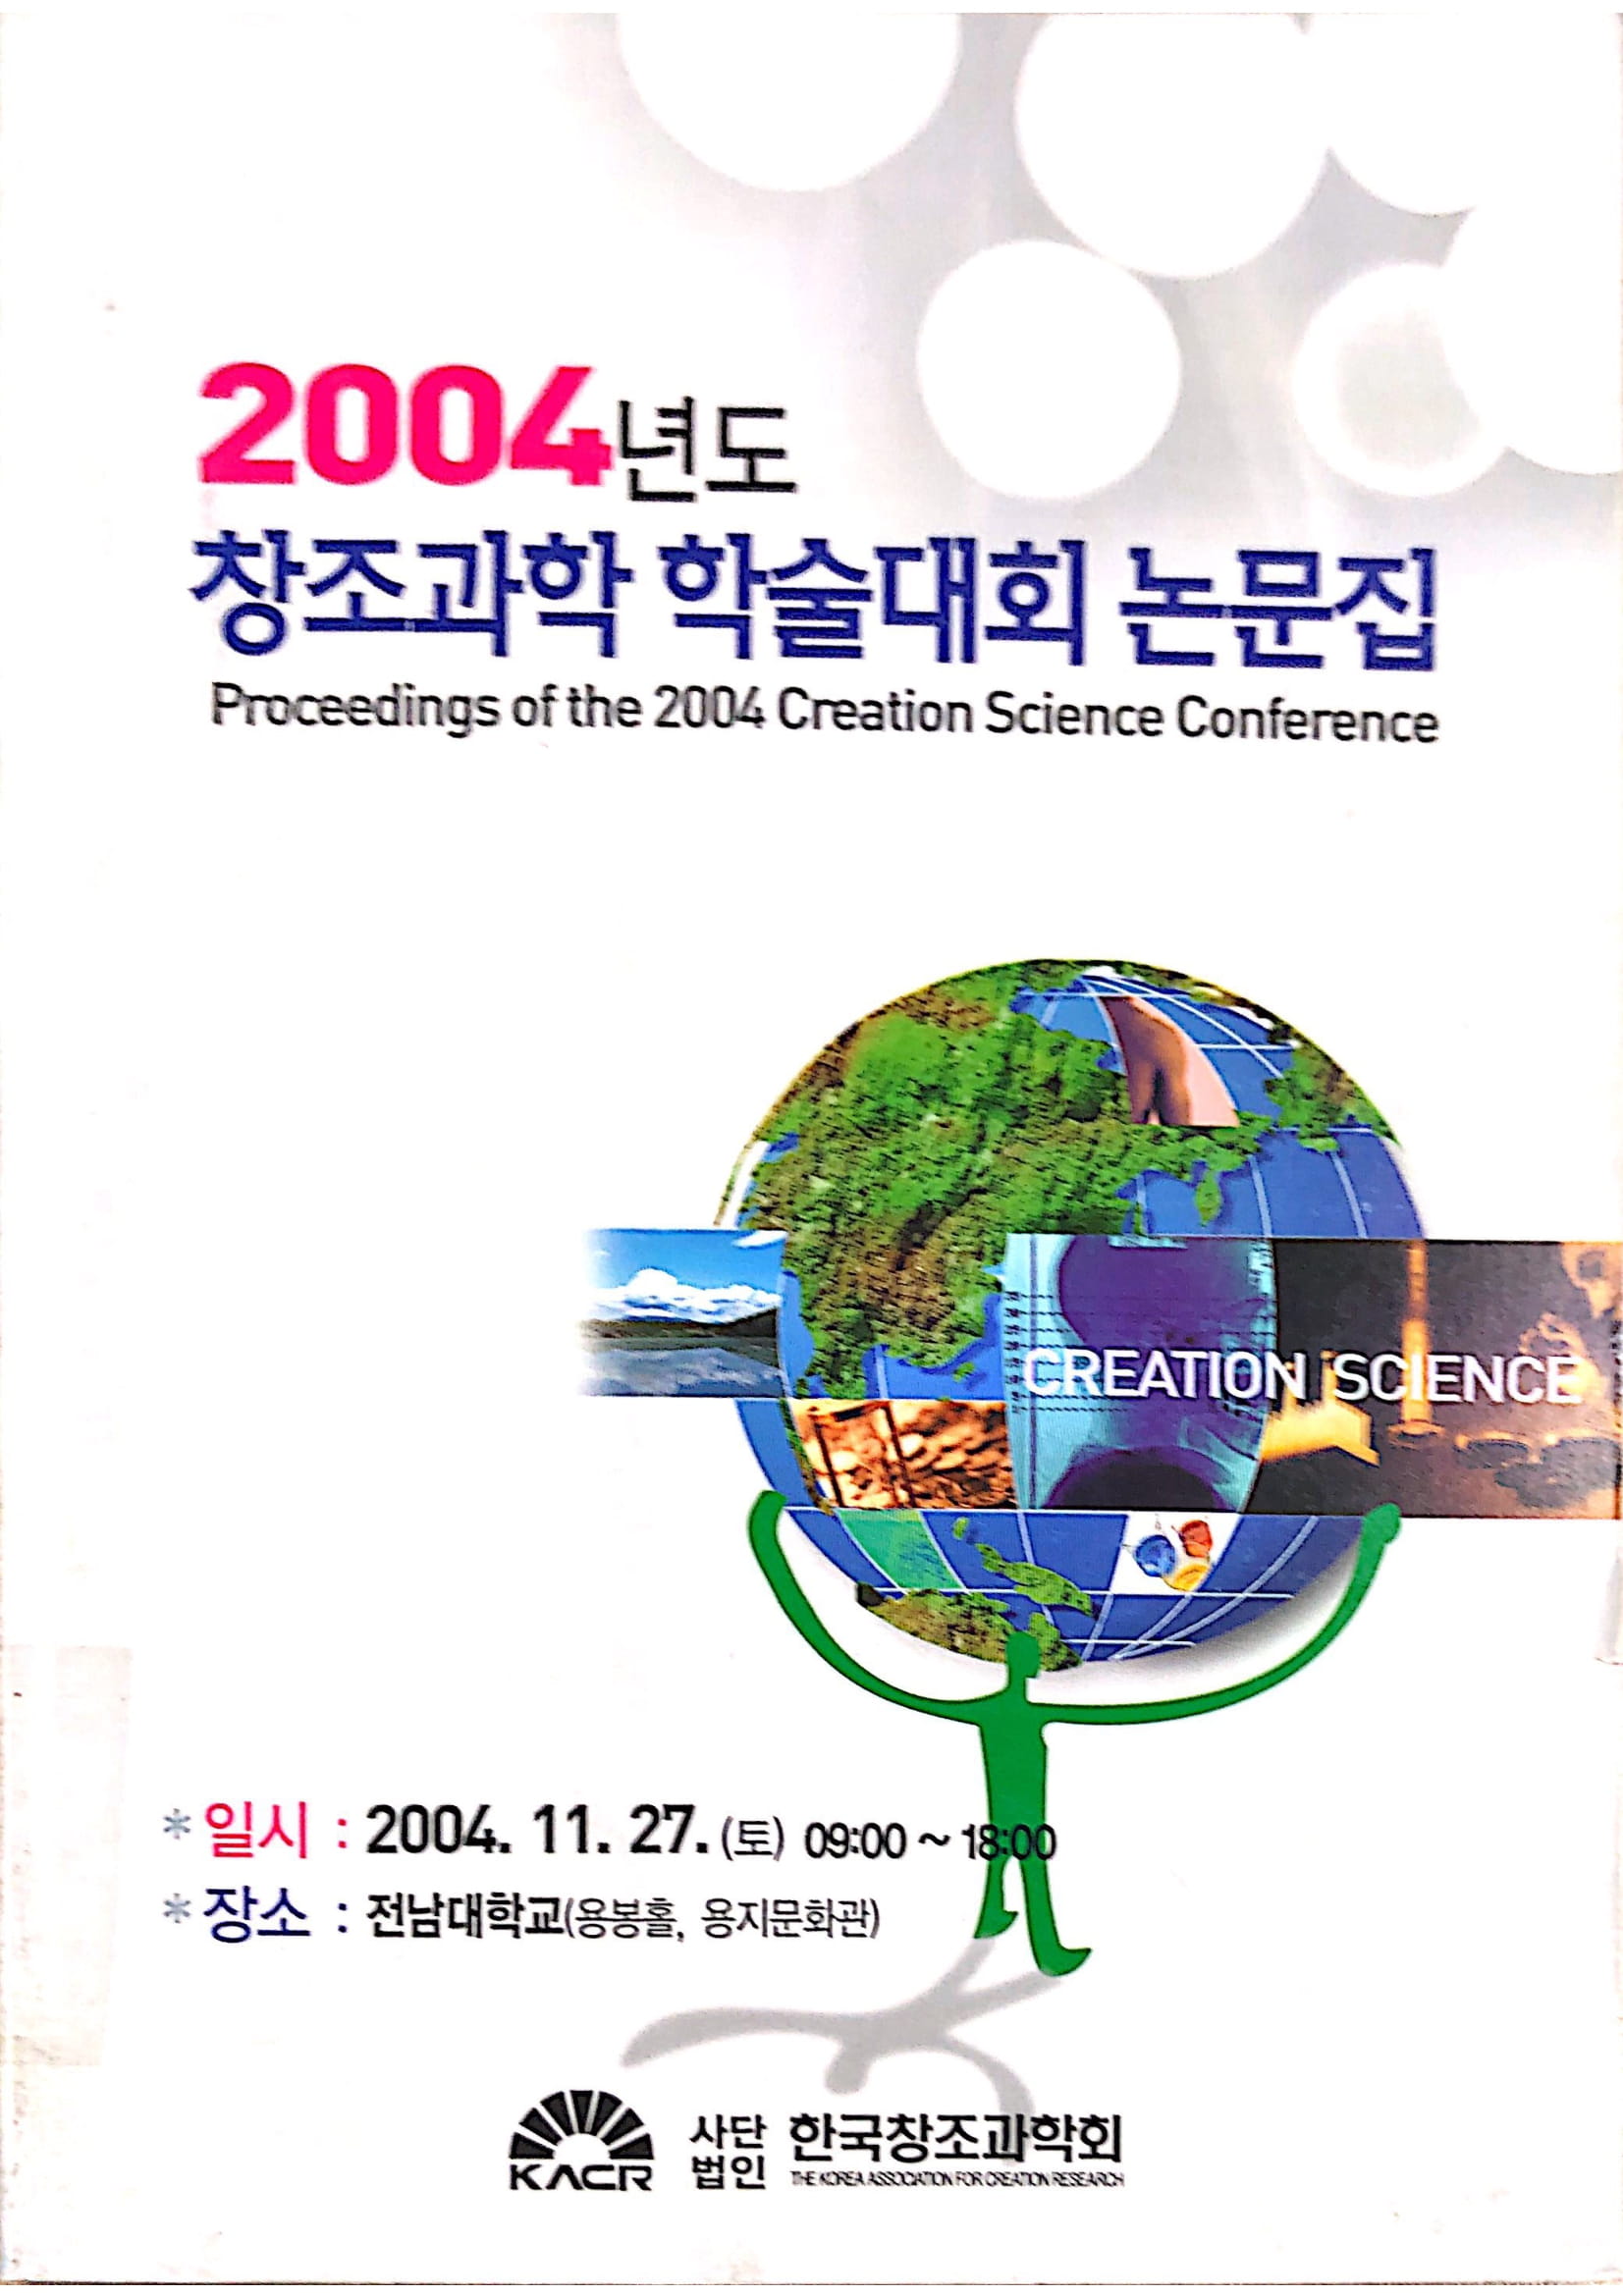 2004년도
창조과학 학술대회 논문집
Proceedings of the 2004 Creation Science Conference
CREATION SCIENCE
* 일시 : 2004. 11. 27. (토) 09:00 ~ 18:00
* 장소 : 전남대학교(용봉홀, 용지문화관)
KACR
사단법인 한국창조과학회
THE KOREA ASSOCIATION FOR CREATION RESEARCH